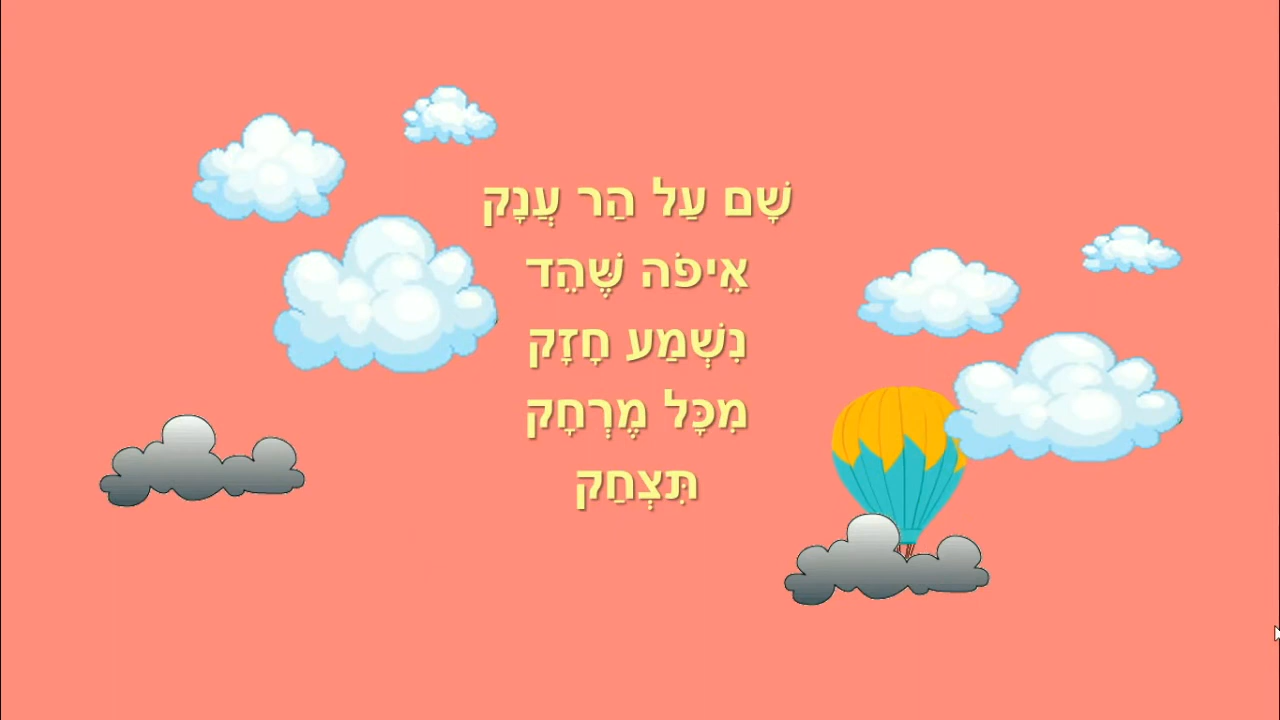 שָׁם עַל הַר עֲנָק
אֵיפֹה שֶׁהֵד
נִשְׁמַע חָזָק
מִכָּל מֶרְחָק
תִּצְחַק